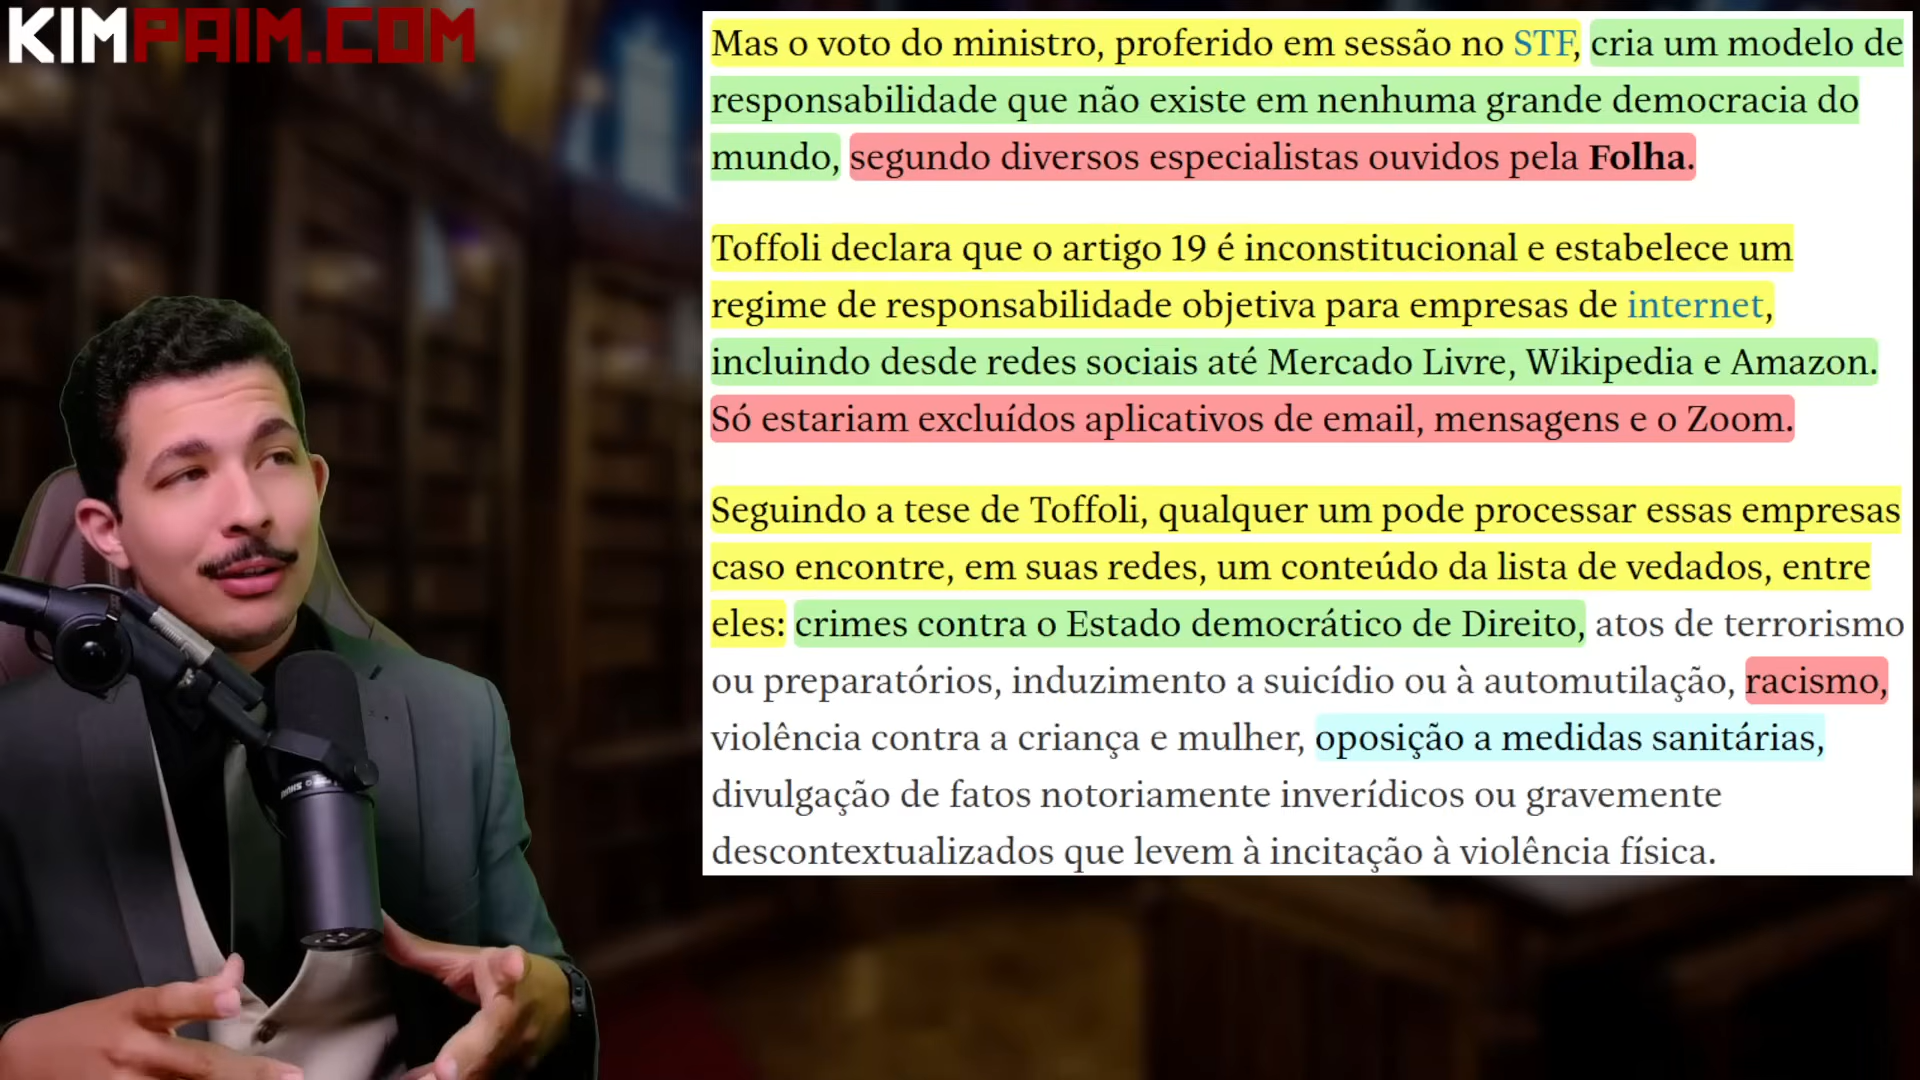 KIMPAIM.COM
Mas o voto do ministro, proferido em sessão no STF, cria um modelo de
responsabilidade que não existe em nenhuma grande democracia do
mundo, segundo diversos especialistas ouvidos pela Folha.
Toffoli declara que o artigo 19 é inconstitucional e estabelece um
regime de responsabilidade objetiva para empresas de internet,
incluindo desde redes sociais até Mercado Livre, Wikipedia e Amazon.
Só estariam excluídos aplicativos de email, mensagens e o Zoom.
Seguindo a tese de Toffoli, qualquer um pode processar essas empresas
caso encontre, em suas redes, um conteúdo da lista de vedados, entre
eles: crimes contra o Estado democrático de Direito, atos de terrorismo
ou preparatórios, induzimento a suicídio ou à automutilação, racismo,
violência contra a criança e mulher, oposição a medidas sanitárias,
divulgação de fatos notoriamente inverídicos ou gravemente
descontextualizados que levem à incitação à violência física.
SHURE